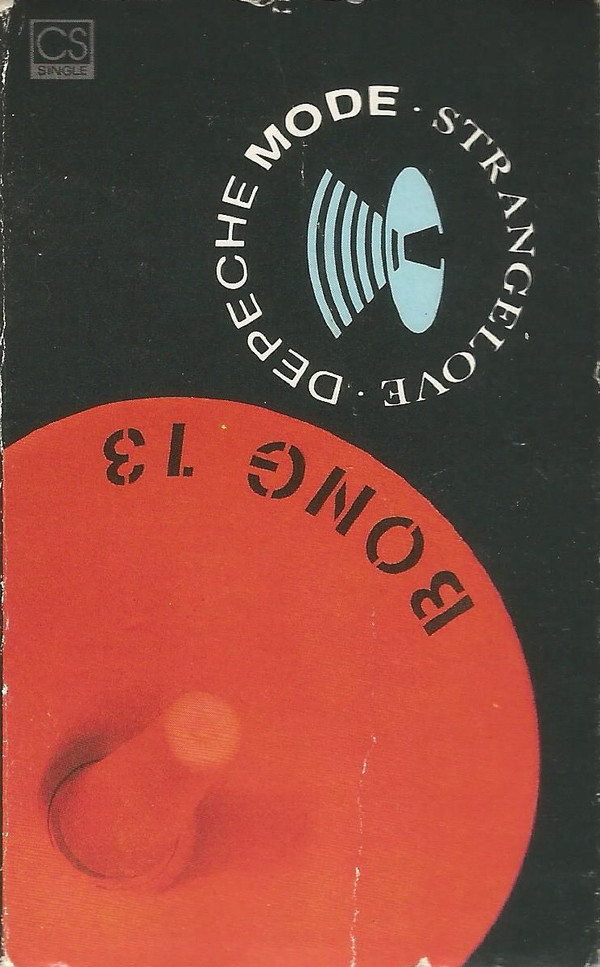 CS
SINGLE
DEPECHE MODE · STRANGELOVE ·
BONG 13